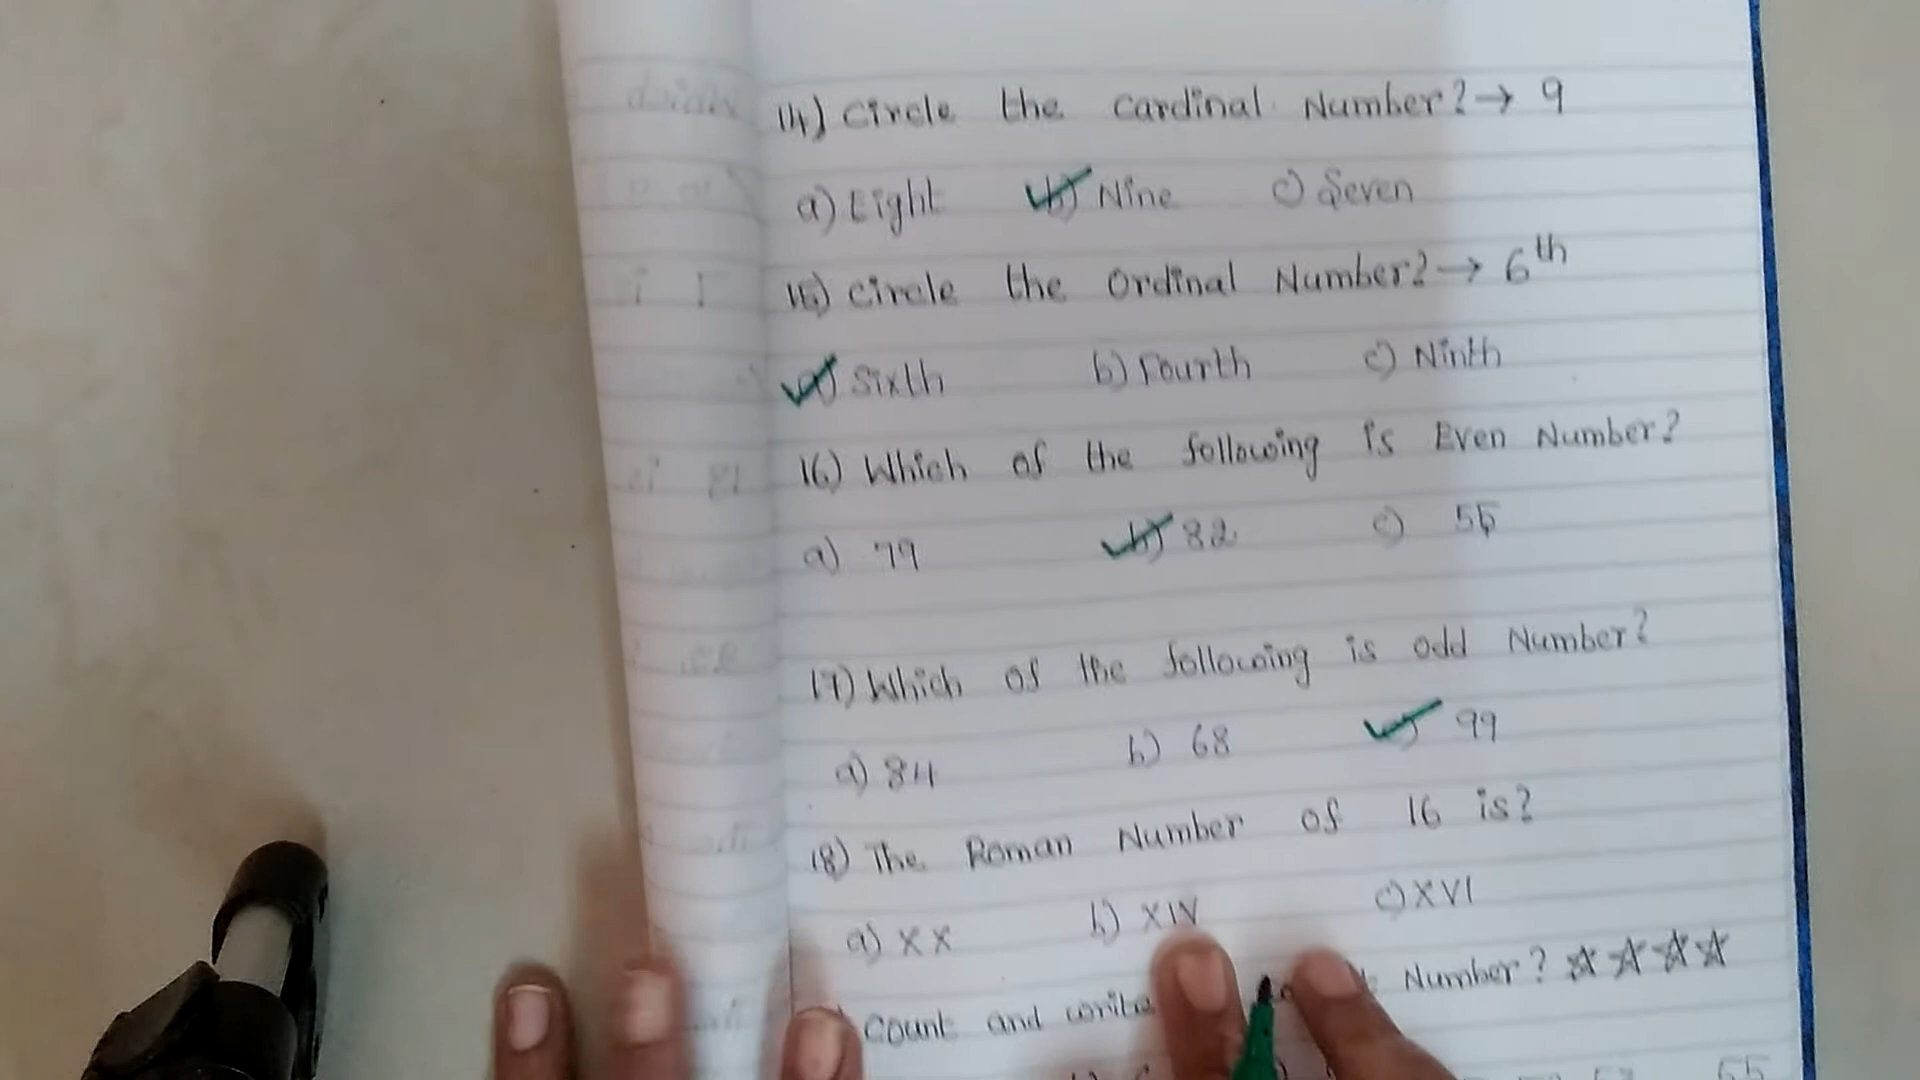 14) Circle the Cardinal Number? → 9
a) Eight b) Nine c) Seven
15) Circle the Ordinal Number? → 6th
a) Sixth b) Fourth c) Ninth
16) Which of the following is Even Number?
a) 79 b) 82 c) 55
17) Which of the following is odd Number?
a) 84 b) 68 c) 99
18) The Roman Number of 16 is?
a) XX b) XIV c) XVI
Count and write Number? ☆☆☆☆